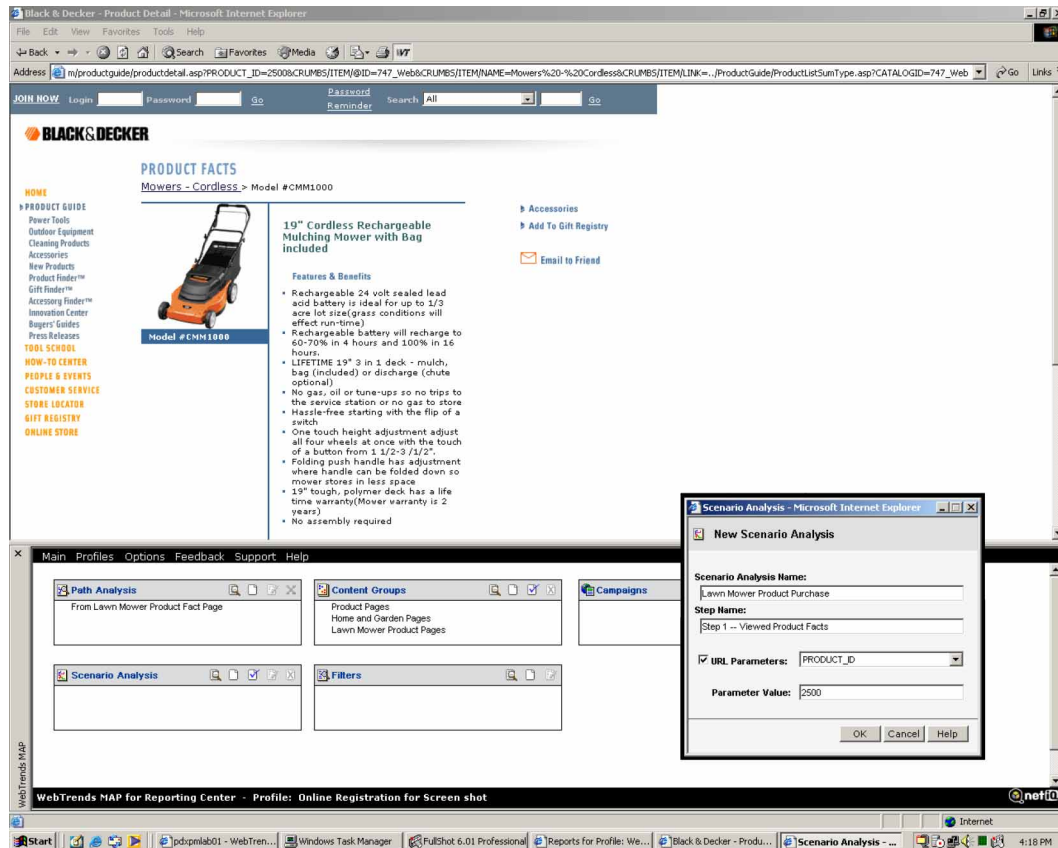 Black & Decker - Product Detail - Microsoft Internet Explorer
File Edit View Favorites Tools Help
Back Search Favorites Media
Address m/productguide/productdetail.asp?PRODUCT_ID=2500&CRUMBS/ITEM/@ID=747_Web&CRUMBS/ITEM/NAME=Mowers%20-%20Cordless&CRUMBS/ITEM/LINK=../ProductGuide/ProductListSumType.asp?CATALOGID=747_Web Go Links
JOIN NOW Login Password Go Password Reminder Search All Go
BLACK&DECKER
PRODUCT FACTS
Mowers - Cordless > Model #CMM1000
HOME
PRODUCT GUIDE
Power Tools
Outdoor Equipment
Cleaning Products
Accessories
New Products
Product Finder™
Gift Finder™
Accessory Finder™
Innovation Center
Buyers' Guides
Press Releases
TOOL SCHOOL
HOW-TO CENTER
PEOPLE & EVENTS
CUSTOMER SERVICE
STORE LOCATOR
GIFT REGISTRY
ONLINE STORE
Model #CMM1000
19" Cordless Rechargeable
Mulching Mower with Bag
included
Features & Benefits
Rechargeable 24 volt sealed lead
acid battery is ideal for up to 1/3
acre lot size(grass conditions will
effect run-time)
Rechargeable battery will recharge to
60-70% in 4 hours and 100% in 16
hours.
LIFETIME 19" 3 in 1 deck - mulch,
bag (included) or discharge (chute
optional)
No gas, oil or tune-ups so no trips to
the service station or no gas to store
Hassle-free starting with the flip of a
switch
One touch height adjustment adjust
all four wheels at once with the touch
of a button from 1 1/2-3 /1/2".
Folding push handle has adjustment
where handle can be folded down so
mower stores in less space
19" tough, polymer deck has a life
time warranty(Mower warranty is 2
years)
No assembly required
Accessories
Add To Gift Registry
Email to Friend
Main Profiles Options Feedback Support Help
Path Analysis
From Lawn Mower Product Fact Page
Content Groups
Product Pages
Home and Garden Pages
Lawn Mower Product Pages
Campaigns
Scenario Analysis
Filters
Scenario Analysis - Microsoft Internet Explorer
New Scenario Analysis
Scenario Analysis Name:
Lawn Mower Product Purchase
Step Name:
Step 1 -- Viewed Product Facts
URL Parameters: PRODUCT_ID
Parameter Value: 2500
OK Cancel Help
WebTrends MAP
WebTrends MAP for Reporting Center - Profile: Online Registration for Screen shot
netIQ
Internet
Start pdxpmlab01 - WebTren... Windows Task Manager FullShot 6.01 Professional Reports for Profile: We... Black & Decker - Produ... Scenario Analysis - ... 4:18 PM